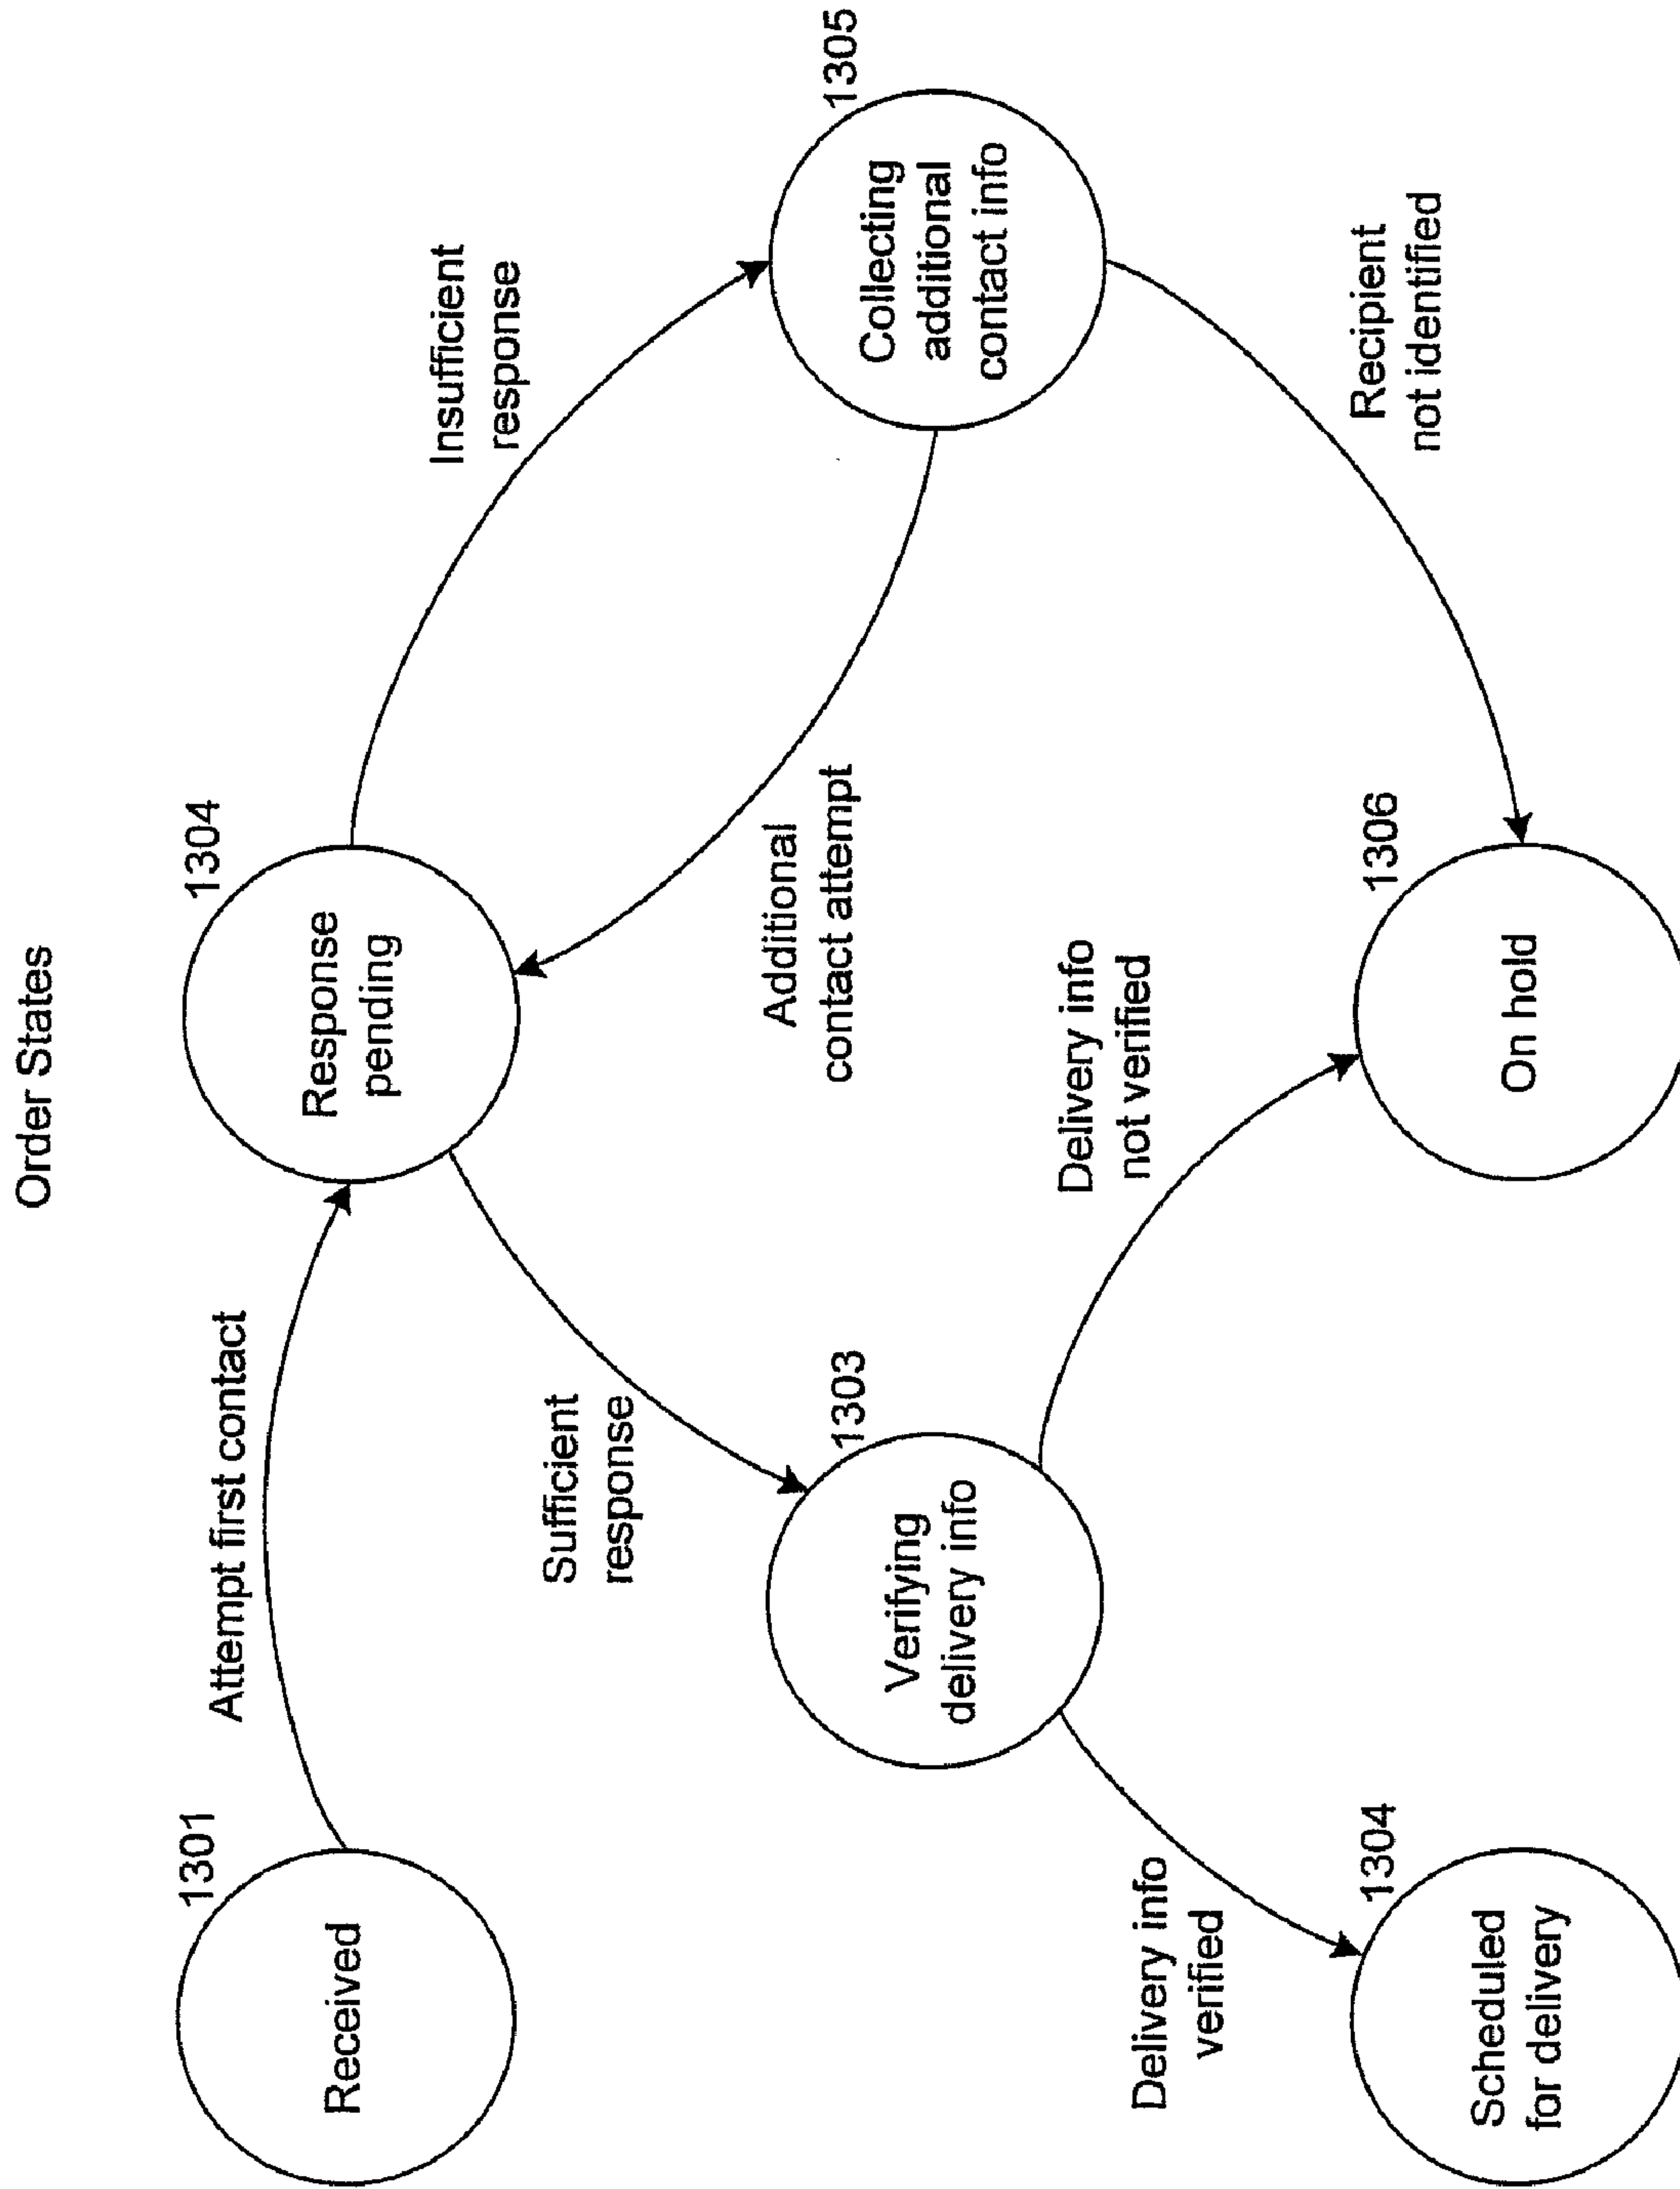 Order States
1301
Received
Attempt first contact
1304
Response
pending
Insufficient
response
1305
Collecting
additional
contact info
Sufficient
response
Additional
contact attempt
1303
Verifying
delivery info
Delivery info
verified
Delivery info
not verified
Recipient
not identified
1304
Scheduled
for delivery
1306
On hold